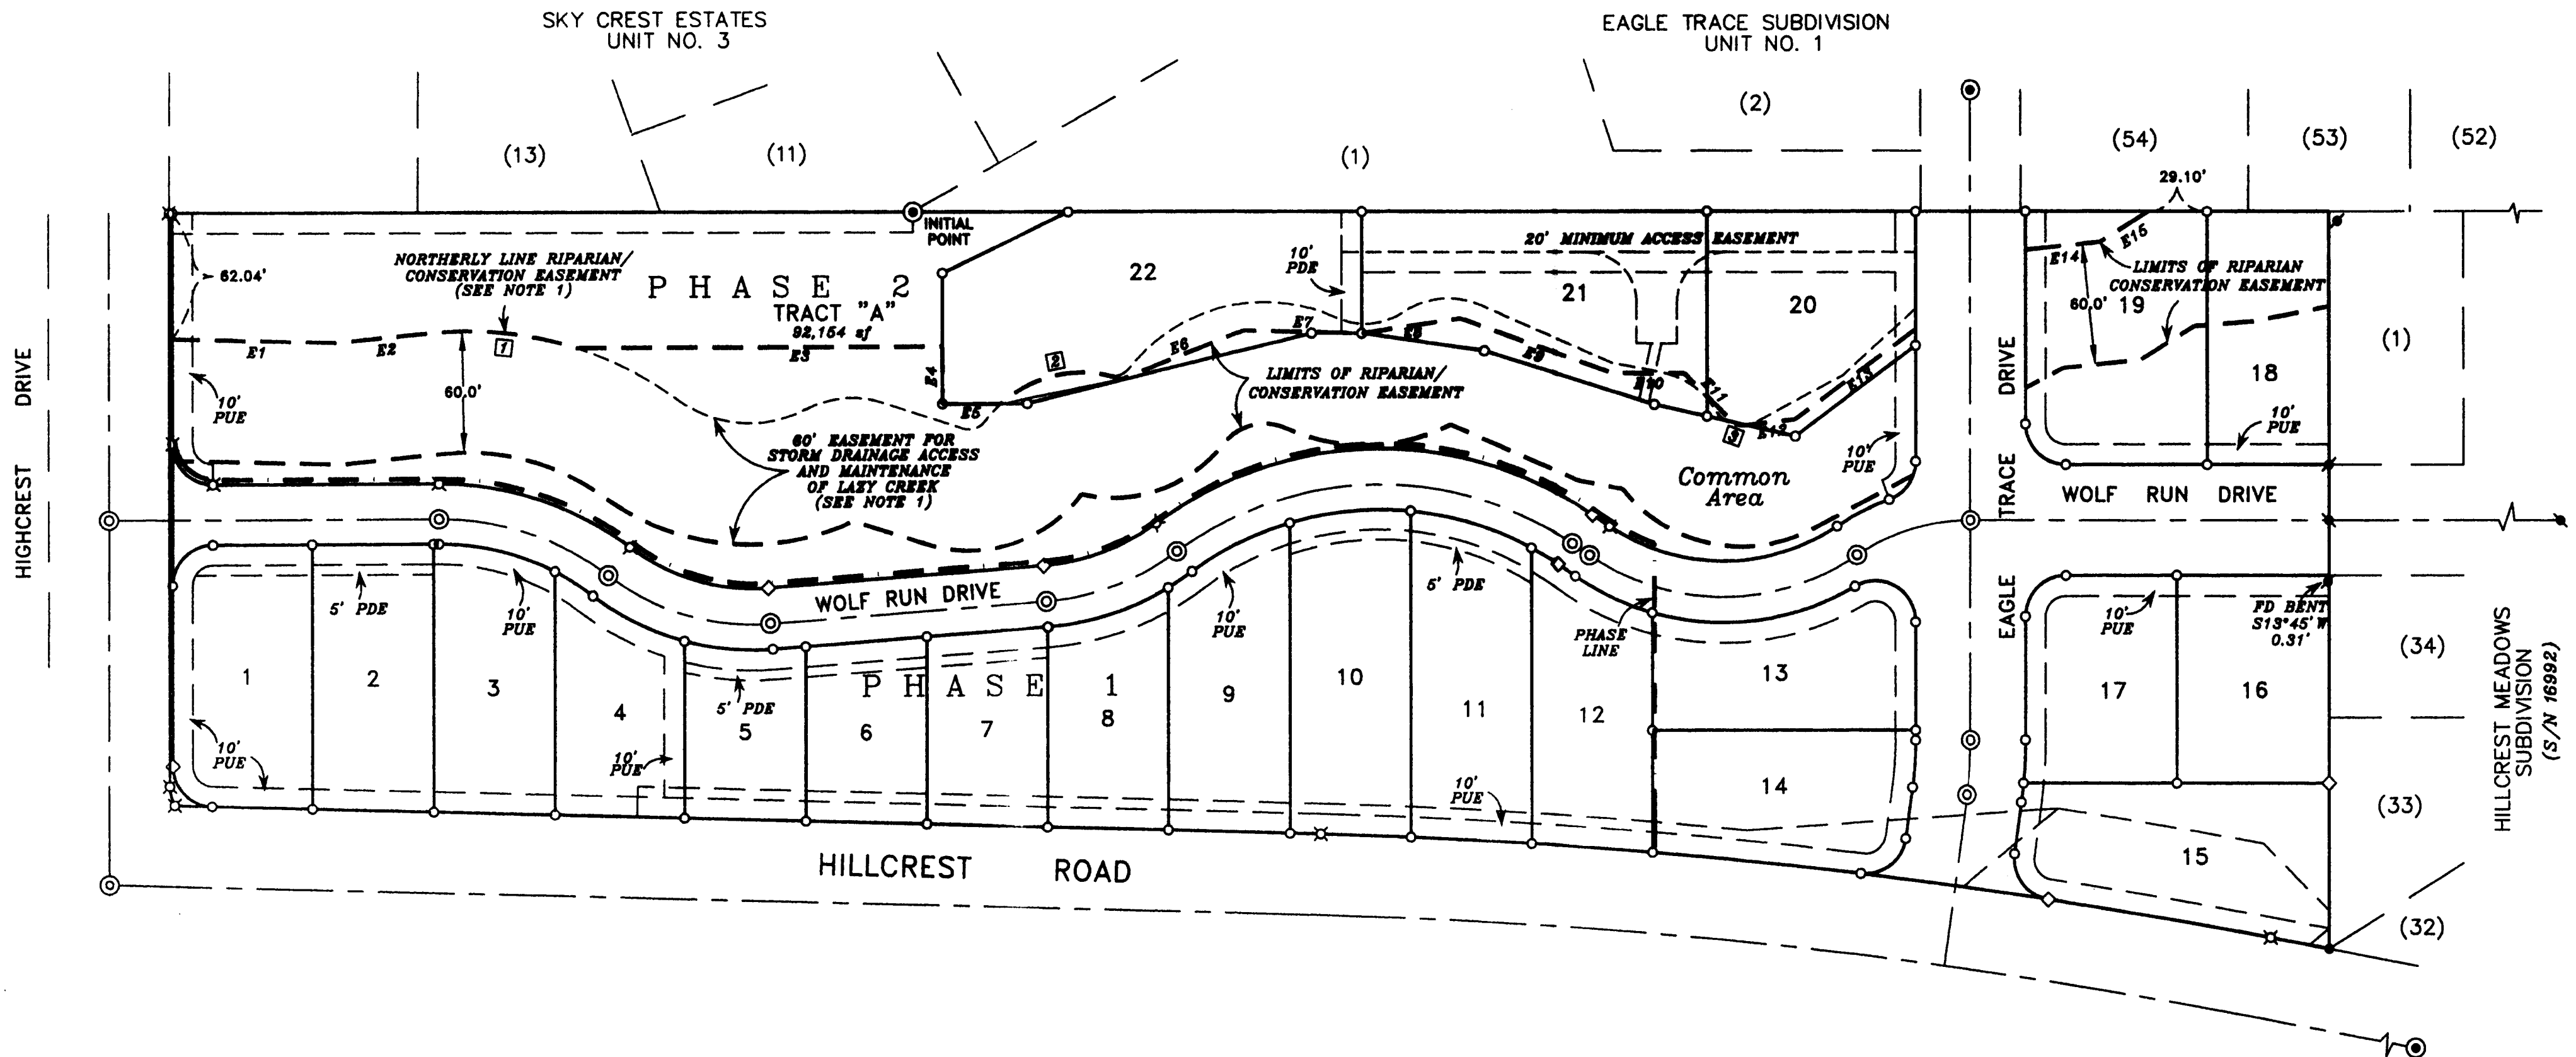 SKY CREST ESTATES
UNIT NO. 3
EAGLE TRACE SUBDIVISION
UNIT NO. 1
(2)
(13)
(11)
(1)
(54)
(53)
(52)
29.10'
INITIAL
POINT
62.04'
NORTHERLY LINE RIPARIAN/
CONSERVATION EASEMENT
(SEE NOTE 1)
PHASE 2
TRACT "A"
92,154 sf
22
10'
PDE
20' MINIMUM ACCESS EASEMENT
21
20
E14
E15
LIMITS OF RIPARIAN
CONSERVATION EASEMENT
60.0'
19
18
(1)
E1
E2
1
E3
E4
E5
2
E6
E7
E8
E9
E10
11
E12
3
E13
10'
PUE
60.0'
LIMITS OF RIPARIAN/
CONSERVATION EASEMENT
60' EASEMENT FOR
STORM DRAINAGE ACCESS
AND MAINTENANCE
OF LAZY CREEK
(SEE NOTE 1)
Common
Area
10'
PUE
10'
PUE
HIGHCREST DRIVE
EAGLE TRACE DRIVE
WOLF RUN DRIVE
WOLF RUN DRIVE
5' PDE
10'
PUE
10'
PUE
5' PDE
PHASE
LINE
10'
PUE
FD BENT
S13°45' W
0.31'
1
2
3
4
5
6
7
8
9
10
11
12
13
14
15
16
17
PHASE 1
5' PDE
10'
PUE
10'
PUE
10'
PUE
(34)
(33)
(32)
HILLCREST MEADOWS
SUBDIVISION
(S/N 16992)
HILLCREST ROAD